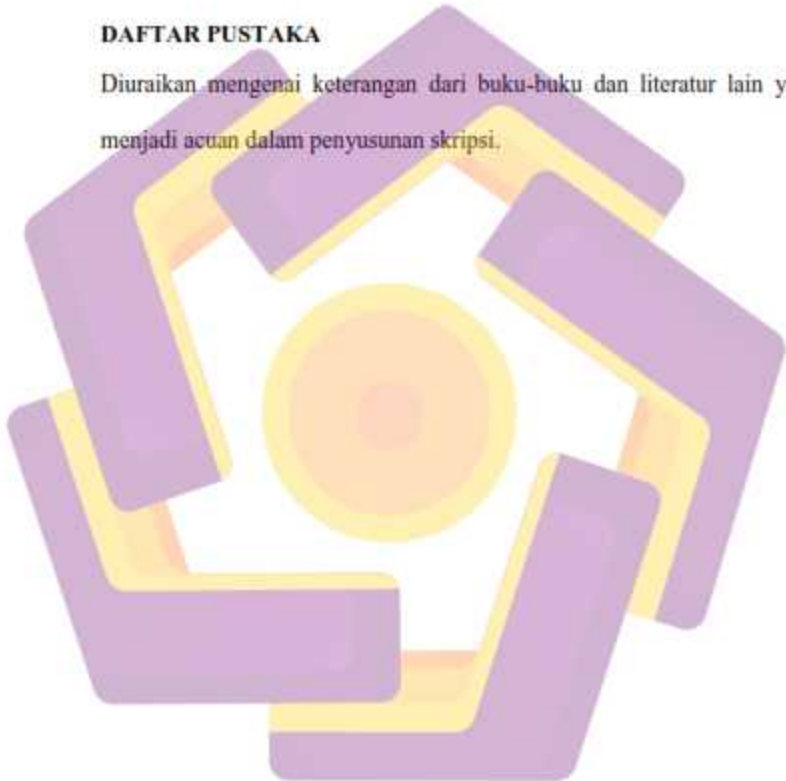 DAFTAR PUSTAKA
Diuraikan mengenai keterangan dari buku-buku dan literatur lain y
menjadi acuan dalam penyusunan skripsi.